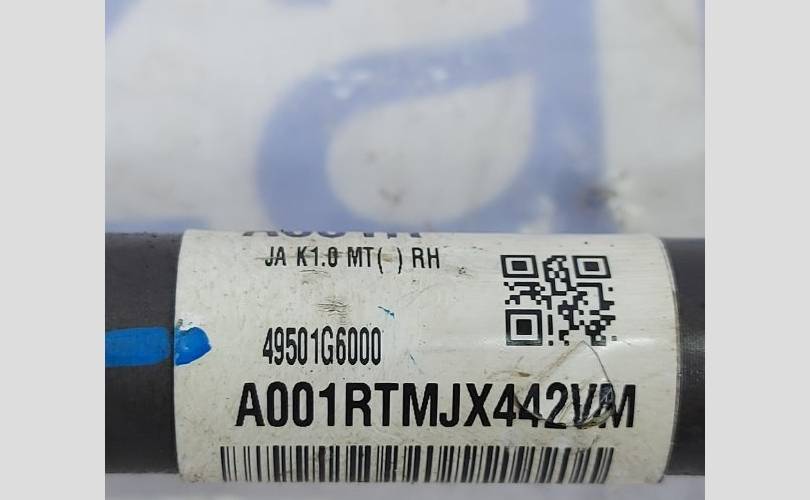 JA K1.0 MT( ) RH
49501G6000
A001RTMJX442VM